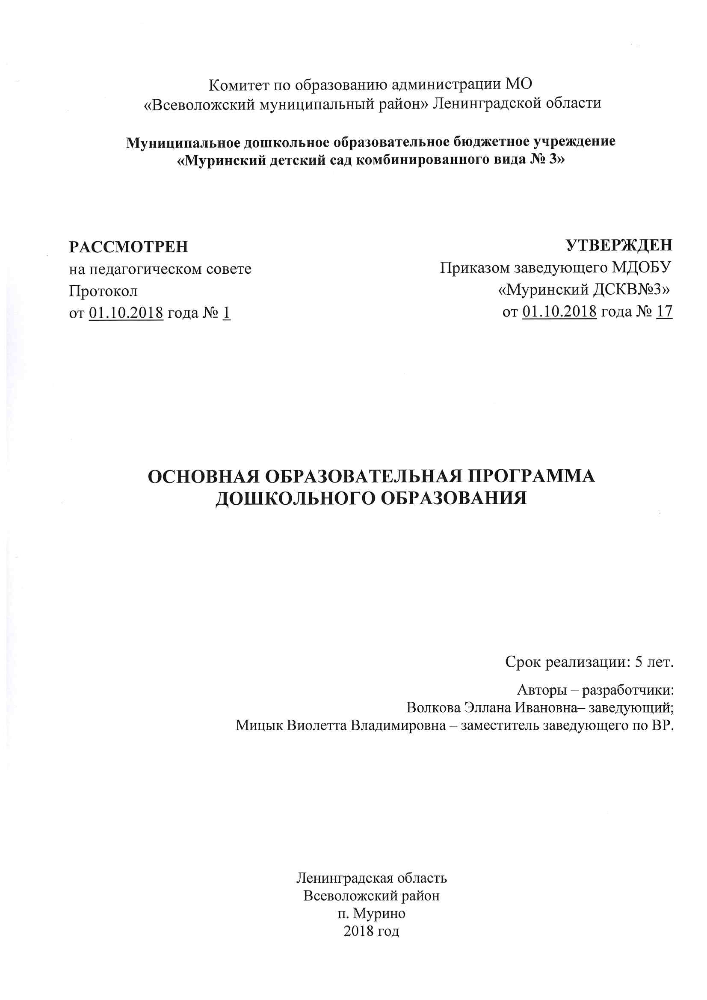 Комитет по образованию администрации МО
«Всеволожский муниципальный район» Ленинградской области
Муниципальное дошкольное образовательное бюджетное учреждение
«Муринский детский сад комбинированного вида № 3»
РАССМОТРЕН
на педагогическом совете
Протокол
от 01.10.2018 года № 1
УТВЕРЖДЕН
Приказом заведующего МДОБУ
«Муринский ДСКВ№3»
от 01.10.2018 года № 17
ОСНОВНАЯ ОБРАЗОВАТЕЛЬНАЯ ПРОГРАММА
ДОШКОЛЬНОГО ОБРАЗОВАНИЯ
Срок реализации: 5 лет.
Авторы – разработчики:
Волкова Эллана Ивановна– заведующий;
Мицык Виолетта Владимировна – заместитель заведующего по ВР.
Ленинградская область
Всеволожский район
п. Мурино
2018 год